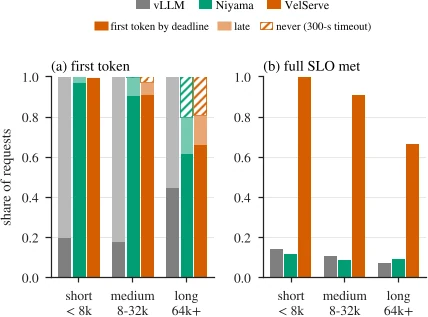 vLLM Niyama VelServe
first token by deadline late never (300-s timeout)
(a) first token
(b) full SLO met
share of requests
1.0
0.8
0.6
0.4
0.2
0.0
short
< 8k
medium
8-32k
long
64k+
1.0
0.8
0.6
0.4
0.2
0.0
short
< 8k
medium
8-32k
long
64k+